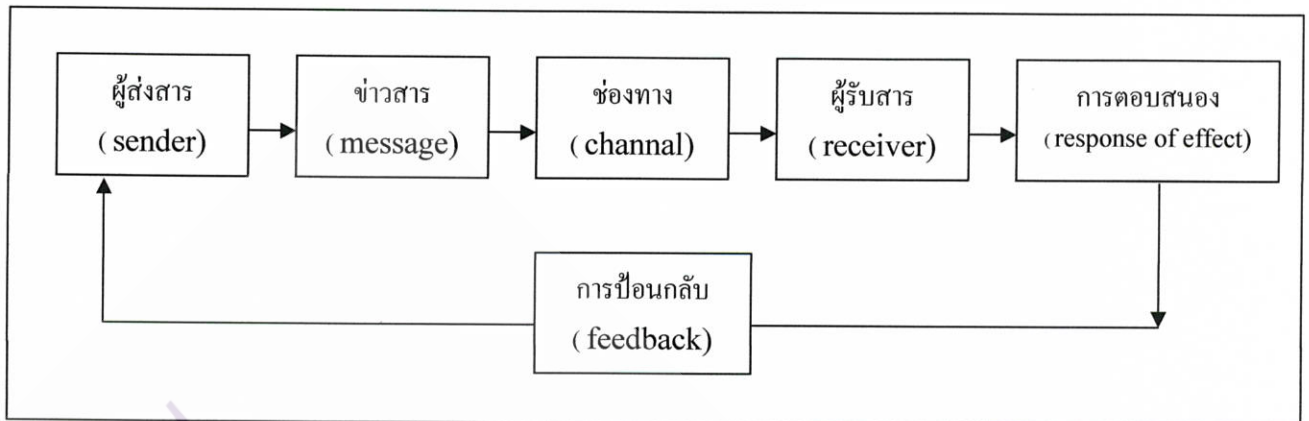 ผู้ส่งสาร
( sender)
ข่าวสาร
( message)
ช่องทาง
( channal)
ผู้รับสาร
( receiver)
การตอบสนอง
( response of effect)
การป้อนกลับ
( feedback)